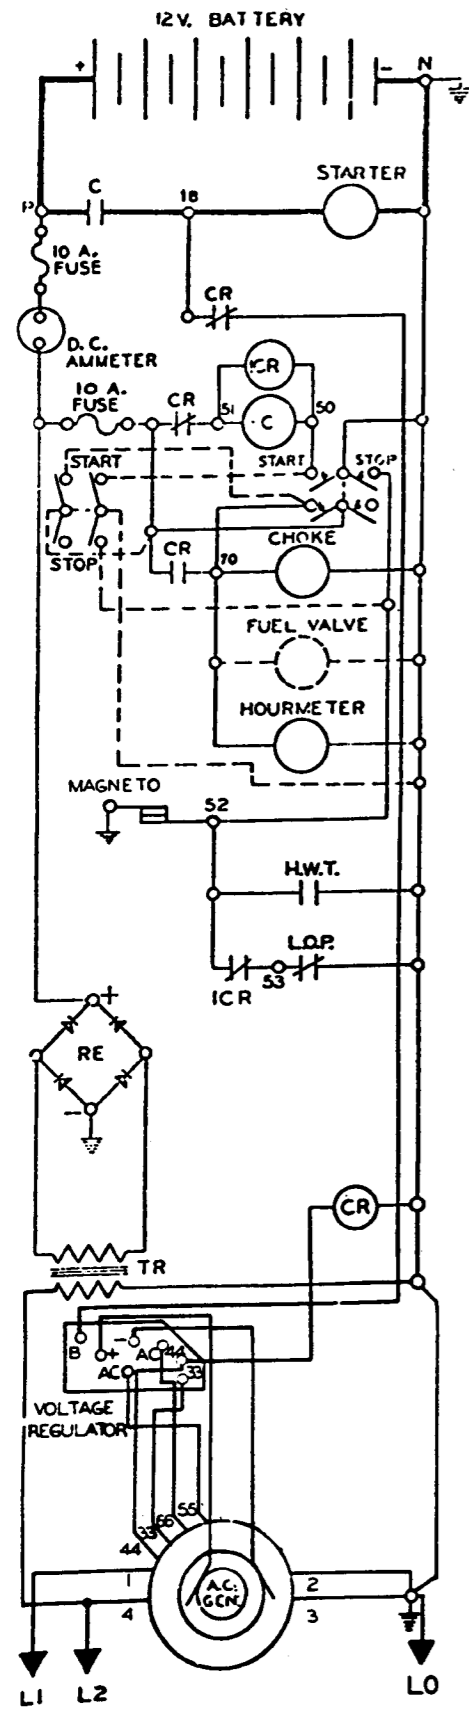 12V. BATTERY
+
-
N
STARTER
P
C
18
10 A.
FUSE
CR
D.C.
AMMETER
1CR
10 A.
FUSE
CR
51
C
50
START
START
STOP
STOP
CHOKE
CR
70
FUEL VALVE
HOURMETER
MAGNETO
52
H.W.T.
L.O.P.
1CR
53
+
RE
-
CR
TR
B
+
-
AC
44
AC
33
VOLTAGE
REGULATOR
44
33
66
55
1
2
A.C.
GEN.
4
3
L1
L2
LO